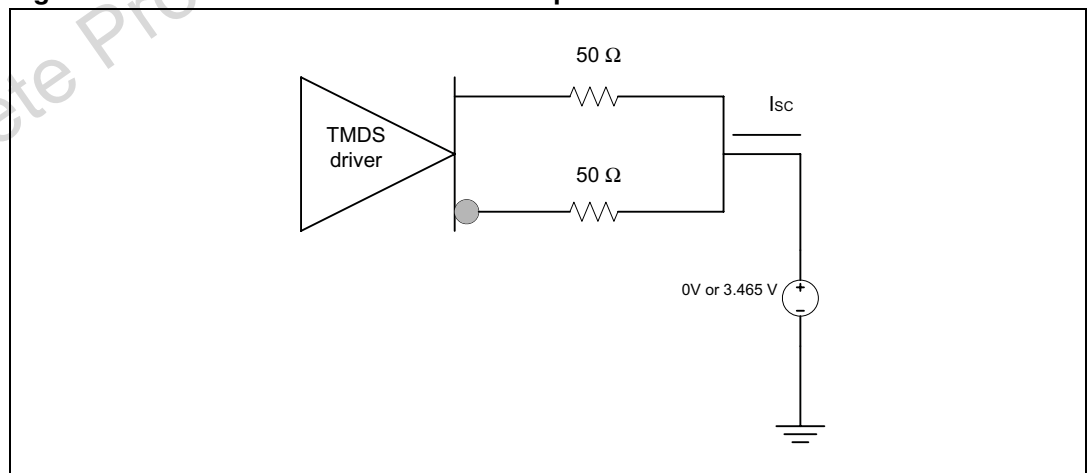 50 Ω
Isc
TMDS
driver
50 Ω
0V or 3.465 V
+
−